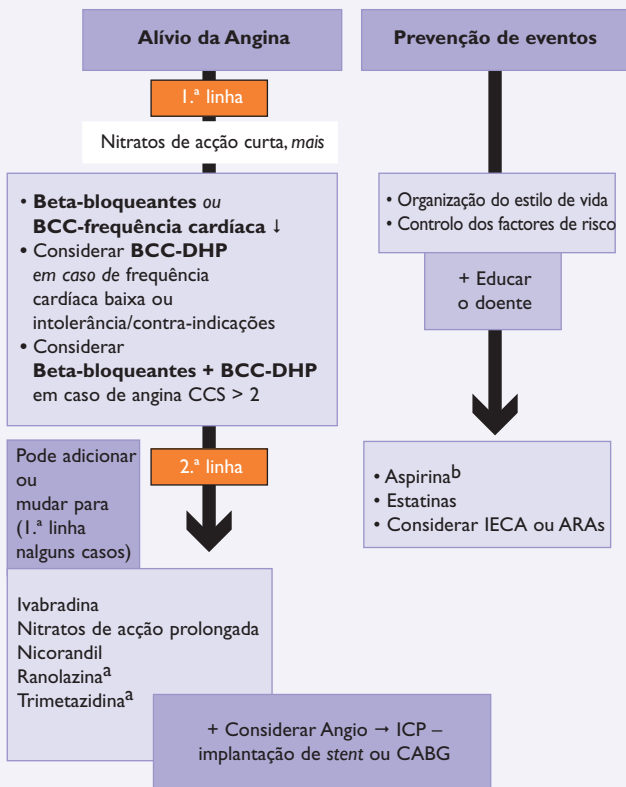 Alívio da Angina
1.ª linha
Nitratos de acção curta, mais
• Beta-bloqueantes ou
BCC-frequência cardíaca ↓
• Considerar BCC-DHP
em caso de frequência
cardíaca baixa ou
intolerância/contra-indicações
• Considerar
Beta-bloqueantes + BCC-DHP
em caso de angina CCS > 2
Pode adicionar
ou
mudar para
(1.ª linha
nalguns casos)
2.ª linha
Ivabradina
Nitratos de acção prolongada
Nicorandil
Ranolazinaª
Trimetazidinaª
+ Considerar Angio → ICP –
implantação de stent ou CABG
Prevenção de eventos
• Organização do estilo de vida
• Controlo dos factores de risco
+ Educar
o doente
• Aspirinaᵇ
• Estatinas
• Considerar IECA ou ARAs